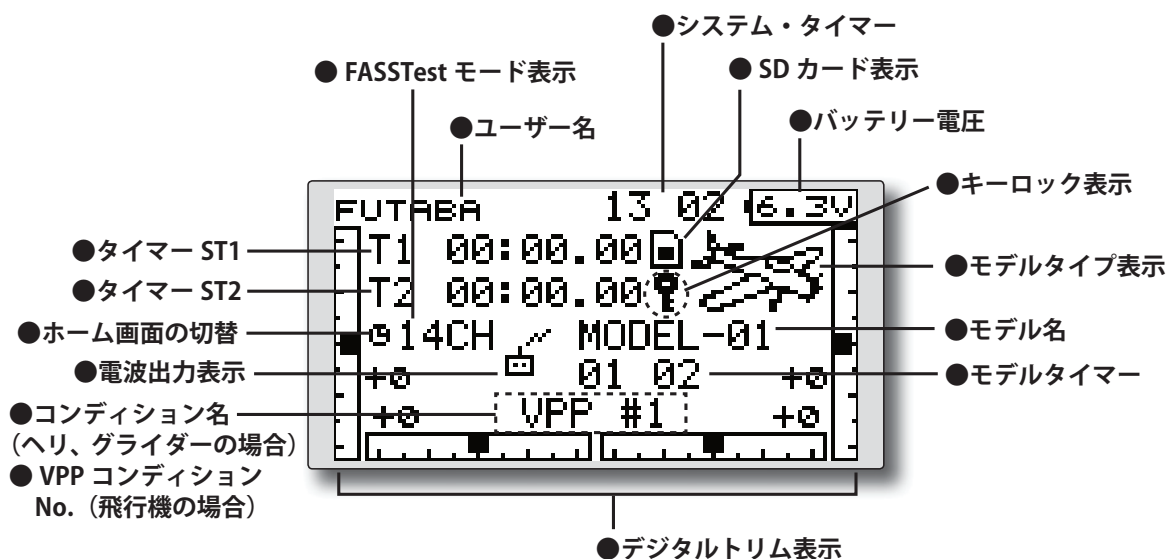 ●システム・タイマー
● FASSTest モード表示
● SD カード表示
●ユーザー名
●バッテリー電圧
●キーロック表示
FUTABA 13 02 6.3V
●タイマー ST1
T1 00:00.00
●モデルタイプ表示
●タイマー ST2
T2 00:00.00
●ホーム画面の切替
14CH MODEL-01
●モデル名
●電波出力表示
+0 01 02 +0
●モデルタイマー
●コンディション名
(ヘリ、グライダーの場合)
+0 VPP #1 +0
● VPP コンディション
No.(飛行機の場合)
●デジタルトリム表示